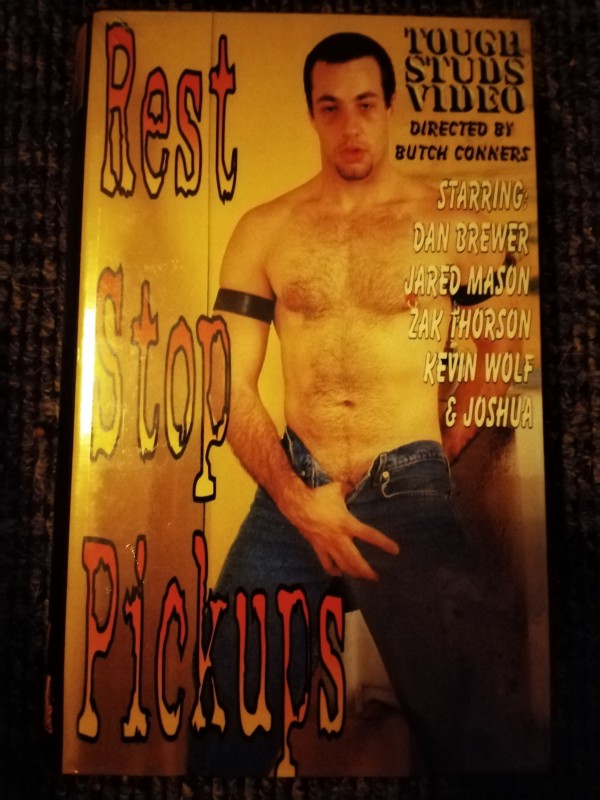 Rest
Stop
Pickups
TOUGH
STUDS
VIDEO
DIRECTED BY
BUTCH CONNERS
STARRING:
DAN BREWER
JARED MASON
ZAK THORSON
KEVIN WOLF
& JOSHUA